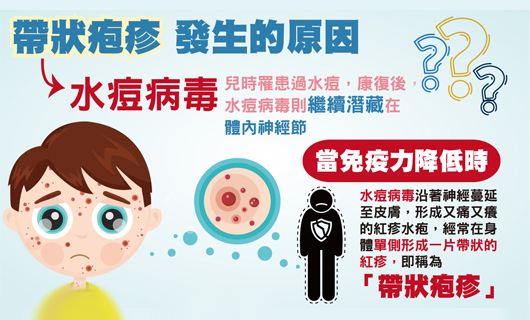 帶狀疱疹 發生的原因
水痘病毒
兒時罹患過水痘，康復後，
水痘病毒則繼續潛藏在
體內神經節
當免疫力降低時
水痘病毒沿著神經蔓延
至皮膚，形成又痛又癢
的紅疹水疱，經常在身
體單側形成一片帶狀的
紅疹，即稱為
「帶狀疱疹」